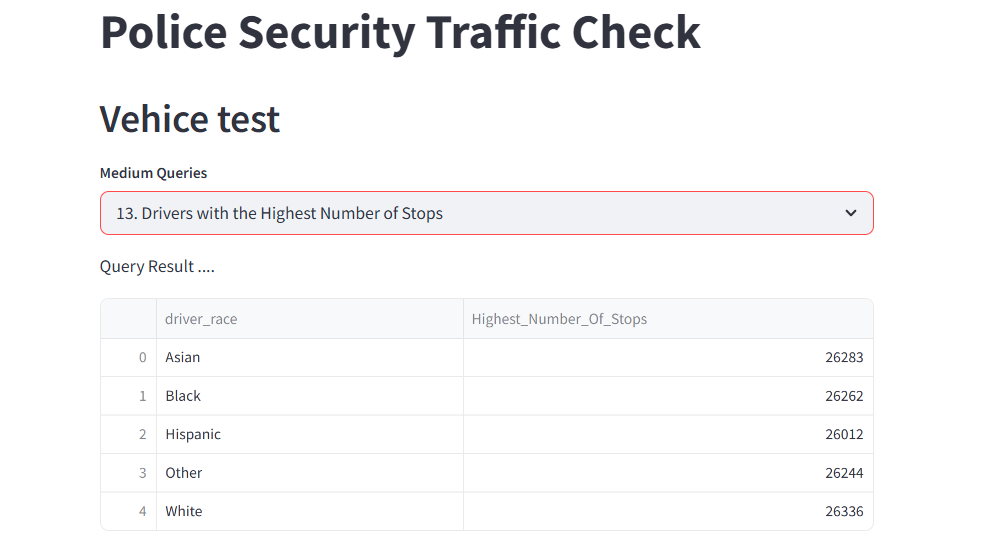 Police Security Traffic Check
Vehice test
Medium Queries
13. Drivers with the Highest Number of Stops
Query Result ....
driver_race Highest_Number_Of_Stops
0 Asian 26283
1 Black 26262
2 Hispanic 26012
3 Other 26244
4 White 26336